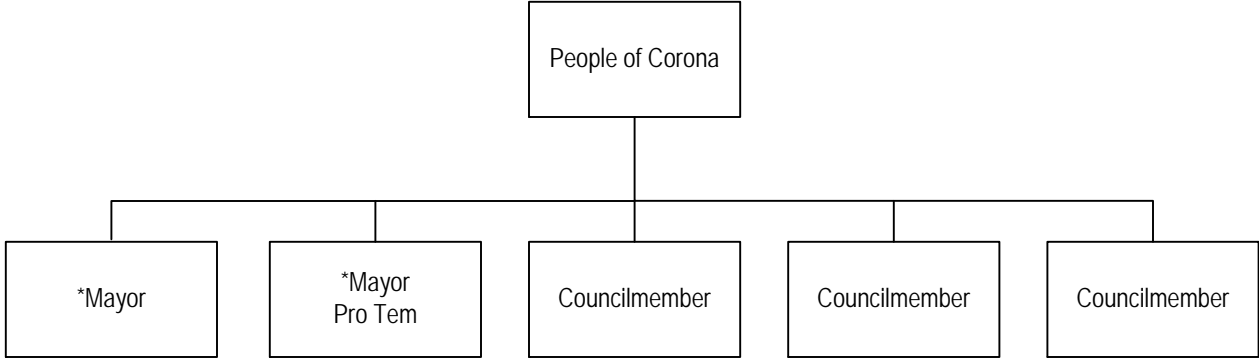 People of Corona
*Mayor
*Mayor
Pro Tem
Councilmember
Councilmember
Councilmember